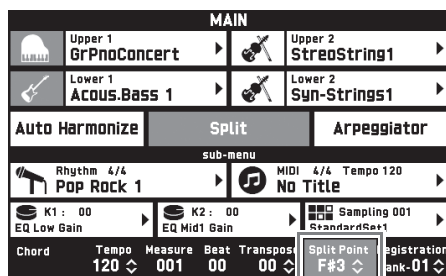 MAIN
Upper 1
GrPnoConcert
Upper 2
StreoString1
Lower 1
Acous.Bass 1
Lower 2
Syn-Strings1
Auto Harmonize
Split
Arpeggiator
sub-menu
Rhythm 4/4
Pop Rock 1
MIDI 4/4 Tempo 120
No Title
K1 : 00
EQ Low Gain
K2 : 00
EQ Mid1 Gain
Sampling 001
StandardSet1
Chord
Tempo
120
Measure
001
Beat
00
Transpos
00
Split Point
F#3
egistration
ank-01